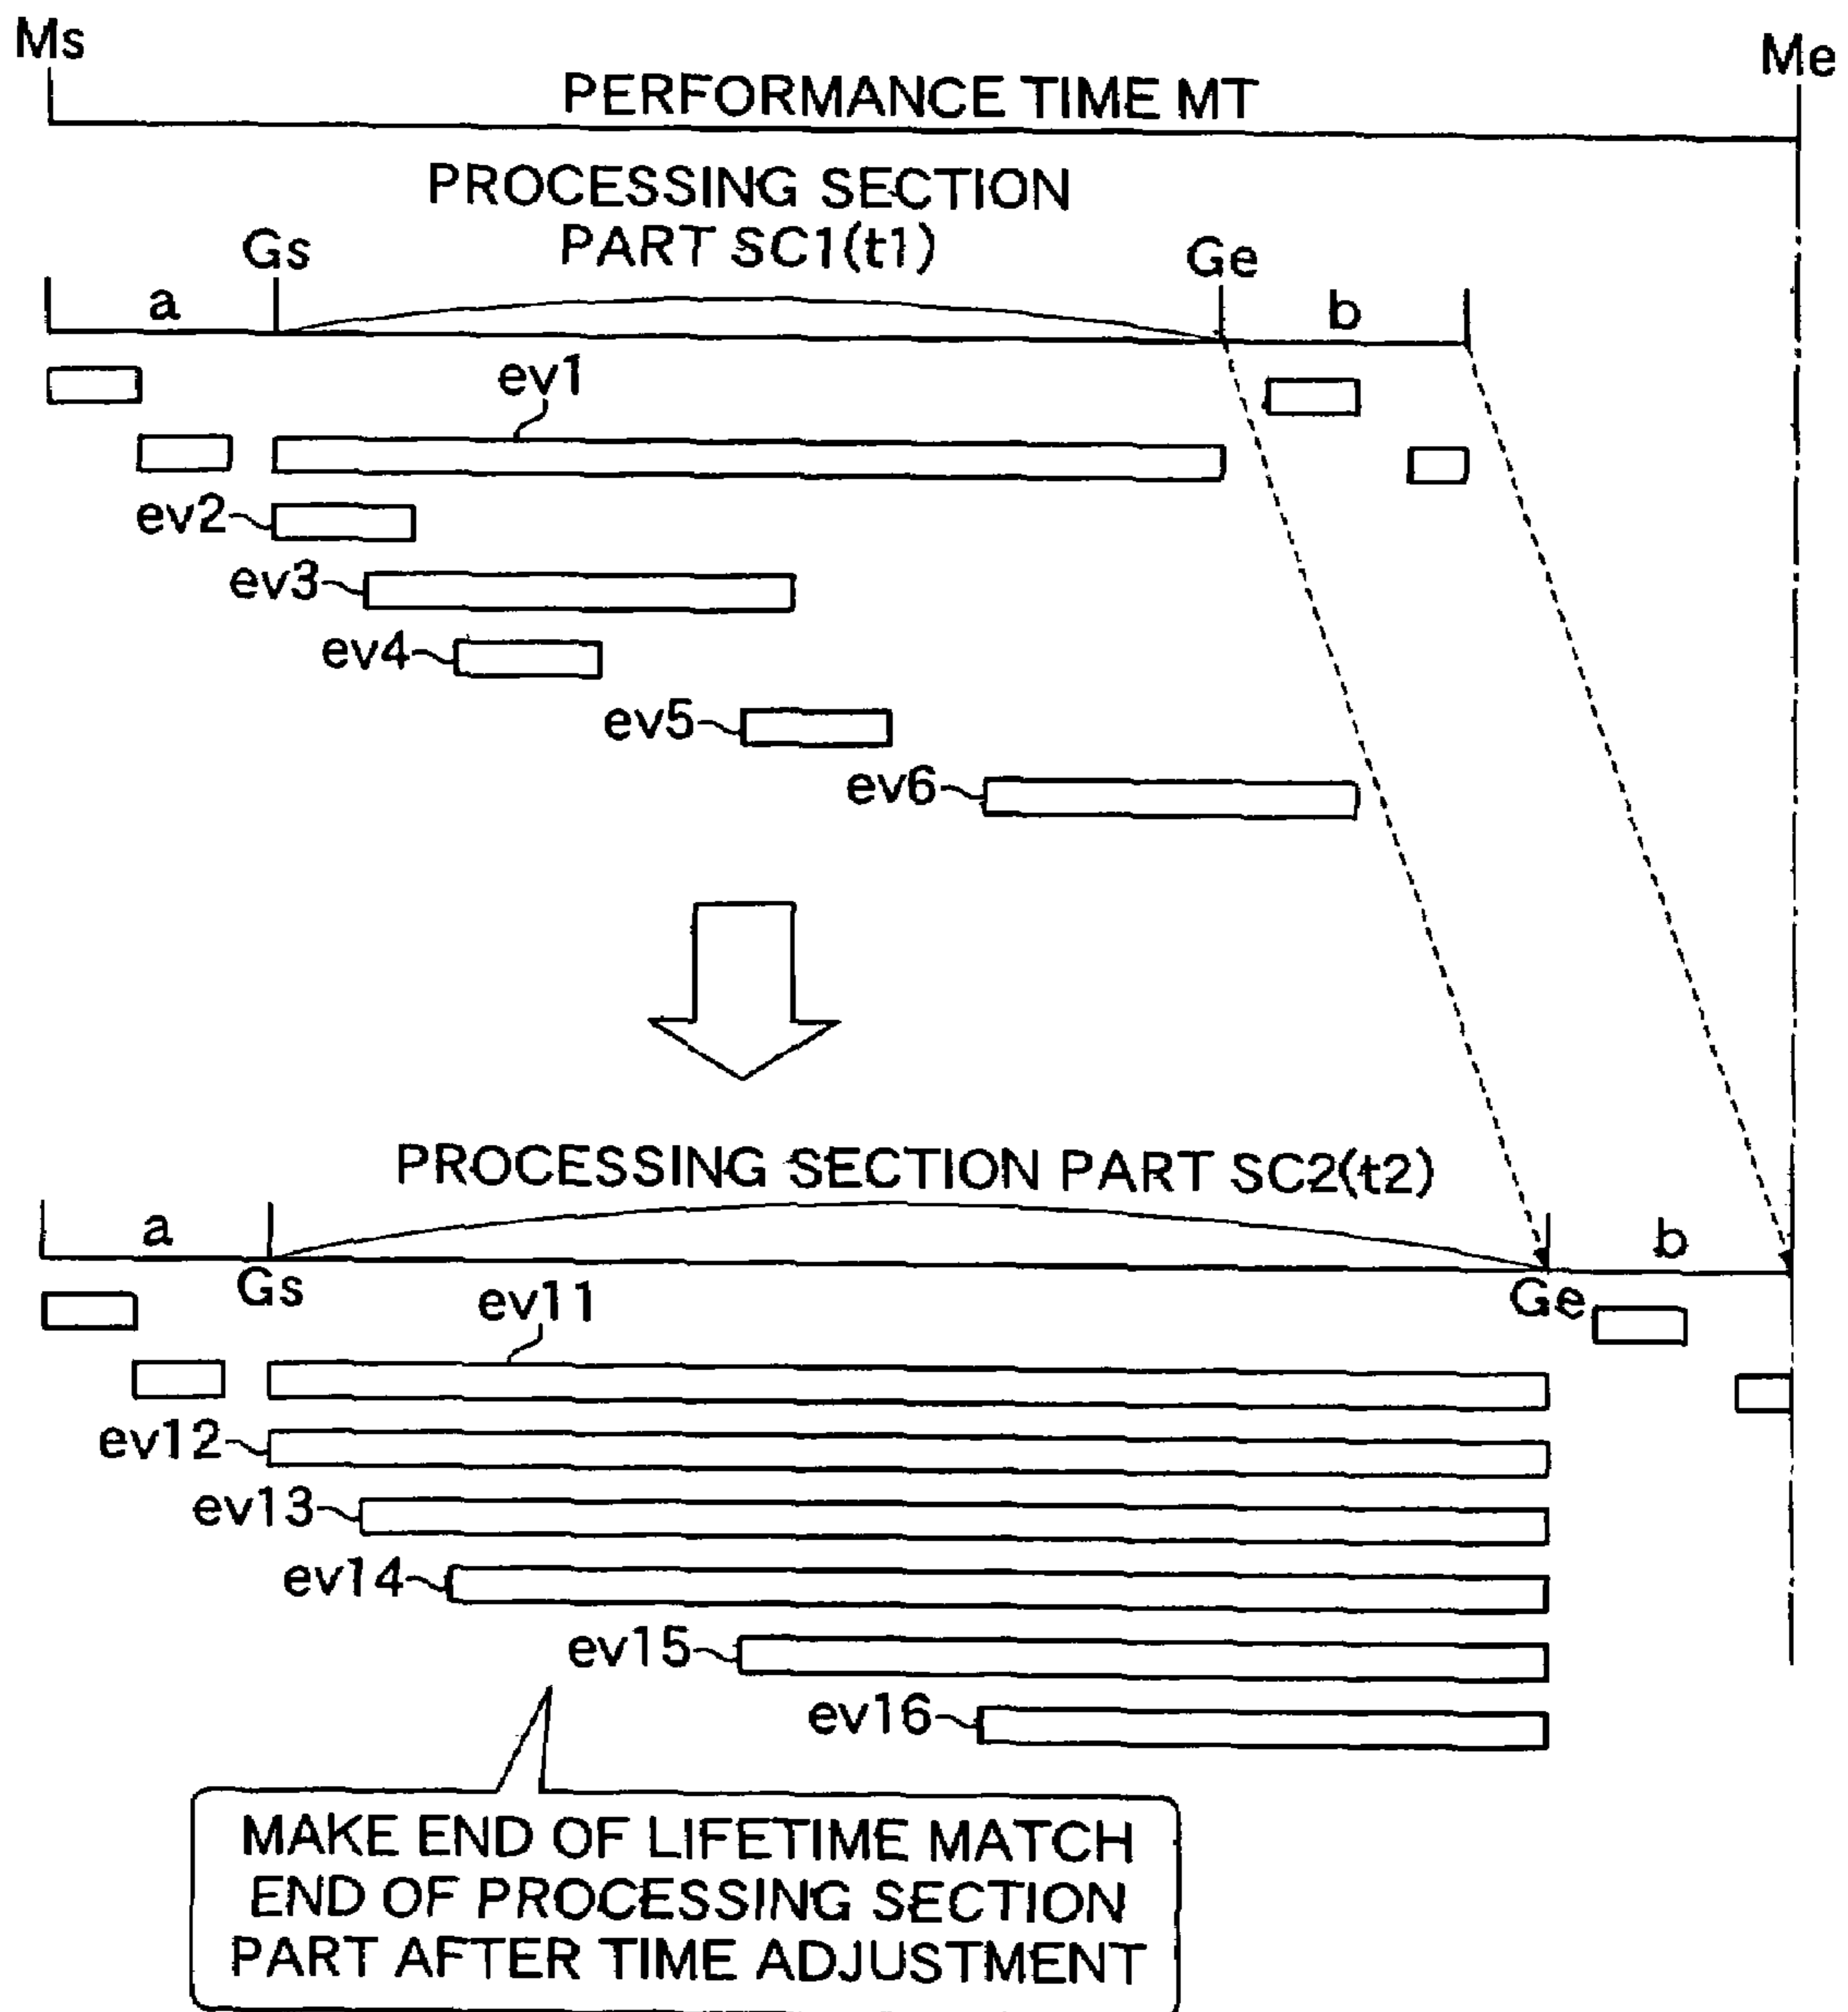 Ms
Me
PERFORMANCE TIME MT
PROCESSING SECTION
PART SC1(t1)
Gs
Ge
a
b
ev1
ev2
ev3
ev4
ev5
ev6
PROCESSING SECTION PART SC2(t2)
a
b
Gs
Ge
ev11
ev12
ev13
ev14
ev15
ev16
MAKE END OF LIFETIME MATCH
END OF PROCESSING SECTION
PART AFTER TIME ADJUSTMENT